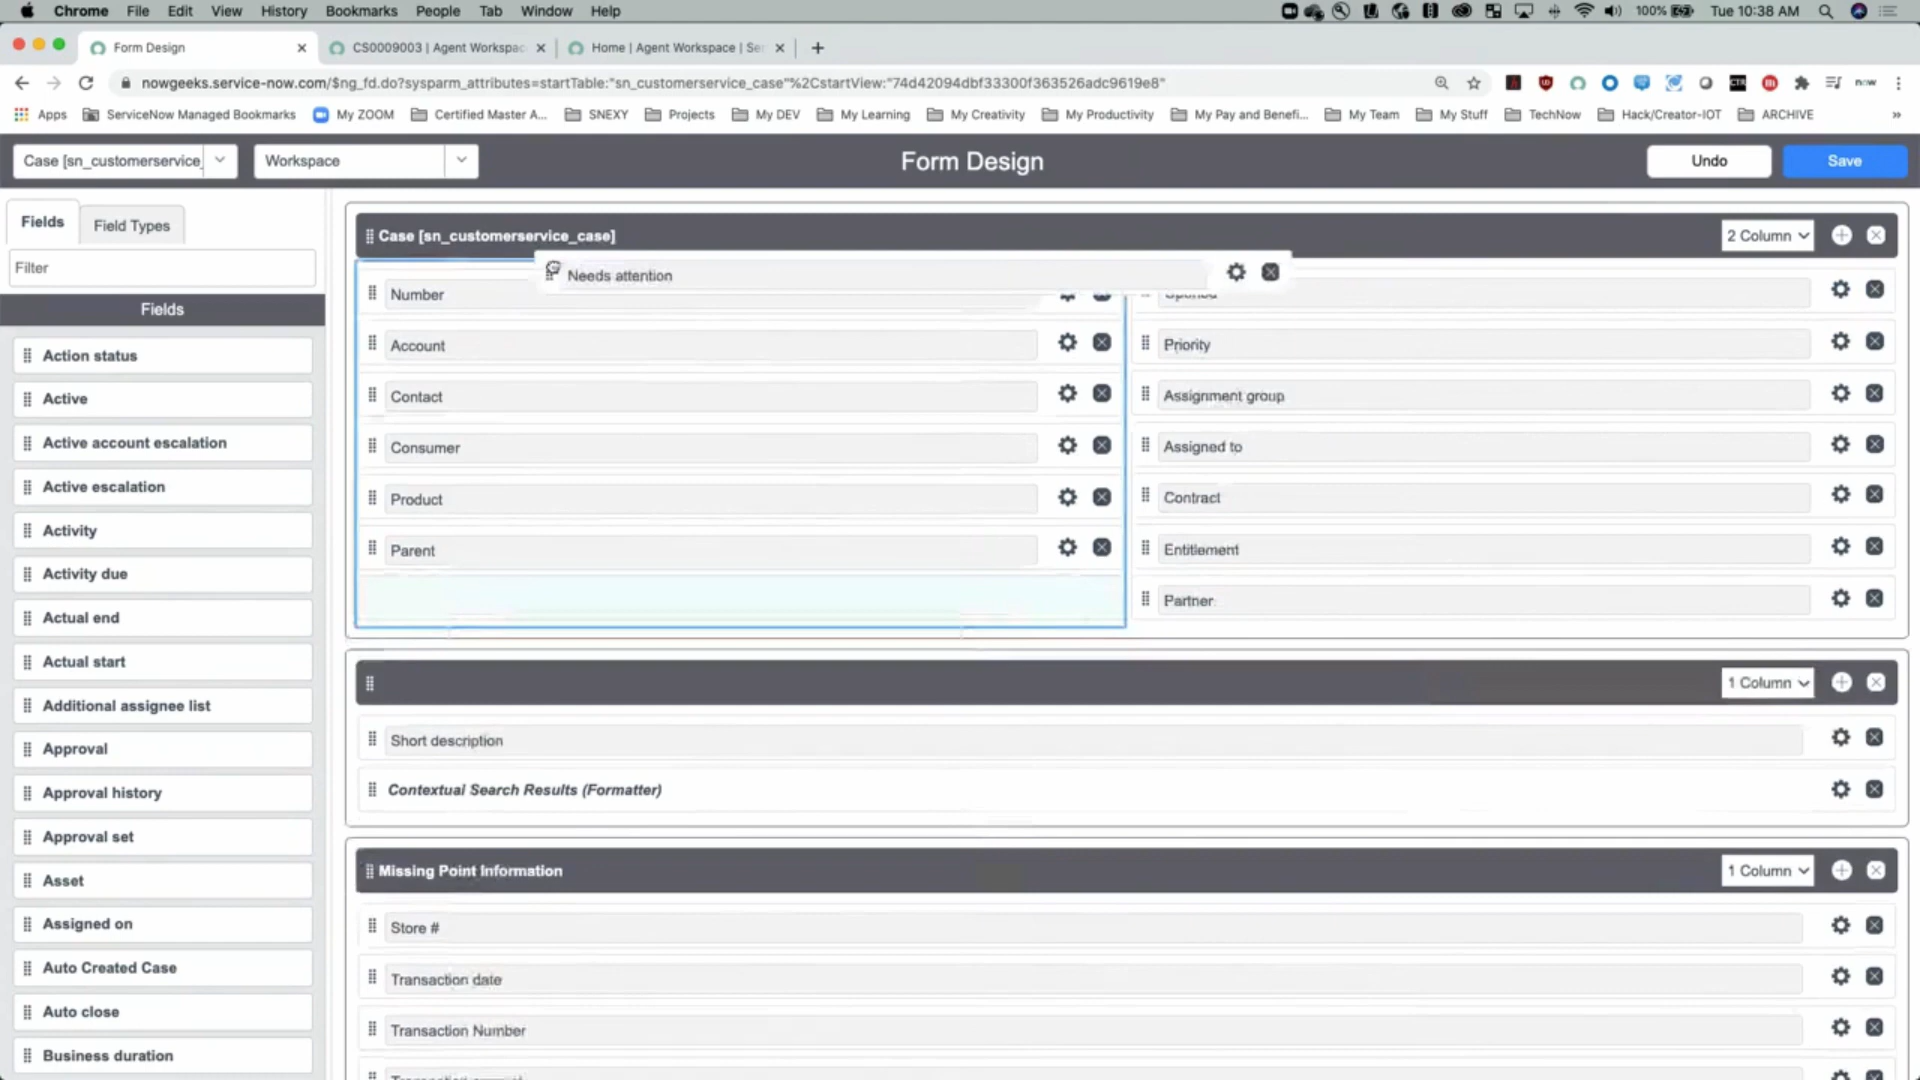 Chrome File Edit View History Bookmarks People Tab Window Help 100% Tue 10:38 AM
Form Design CS0009003 | Agent Workspac Home | Agent Workspace | Ser
nowgeeks.service-now.com/$ng_fd.do?sysparm_attributes=startTable:"sn_customerservice_case"%2CstartView:"74d42094dbf33300f363526adc9619e8"
Apps ServiceNow Managed Bookmarks My ZOOM Certified Master A... SNEXY Projects My DEV My Learning My Creativity My Productivity My Pay and Benefi... My Team My Stuff TechNow Hack/Creator-IOT ARCHIVE »
Case [sn_customerservice_ Workspace Form Design Undo Save
Fields Field Types
Filter
Fields
Action status
Active
Active account escalation
Active escalation
Activity
Activity due
Actual end
Actual start
Additional assignee list
Approval
Approval history
Approval set
Asset
Assigned on
Auto Created Case
Auto close
Business duration
Case [sn_customerservice_case] 2 Column
Needs attention
Number
Account
Contact
Consumer
Product
Parent
Opened
Priority
Assignment group
Assigned to
Contract
Entitlement
Partner
1 Column
Short description
Contextual Search Results (Formatter)
Missing Point Information 1 Column
Store #
Transaction date
Transaction Number